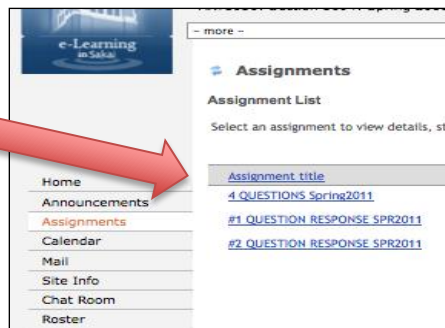 e-Learning
in Sakai
- more -
Assignments
Assignment List
Select an assignment to view details,
Assignment title
4 QUESTIONS Spring2011
#1 QUESTION RESPONSE SPR2011
#2 QUESTION RESPONSE SPR2011
Home
Announcements
Assignments
Calendar
Mail
Site Info
Chat Room
Roster